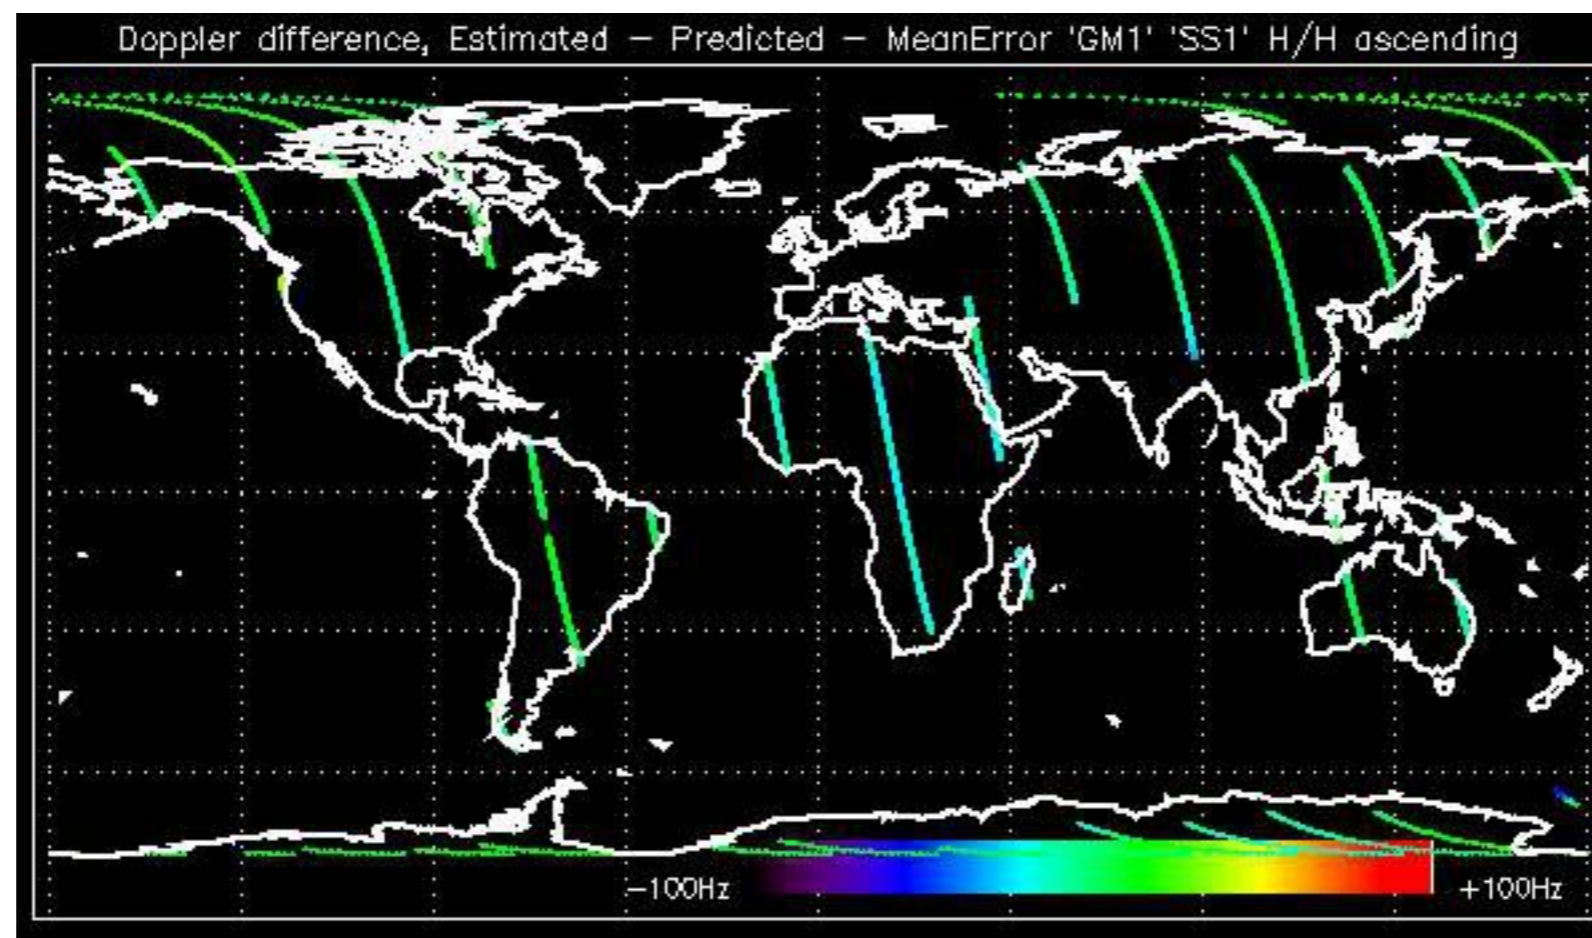 Doppler difference, Estimated – Predicted – MeanError 'GM1' 'SS1' H/H ascending
–100Hz +100Hz